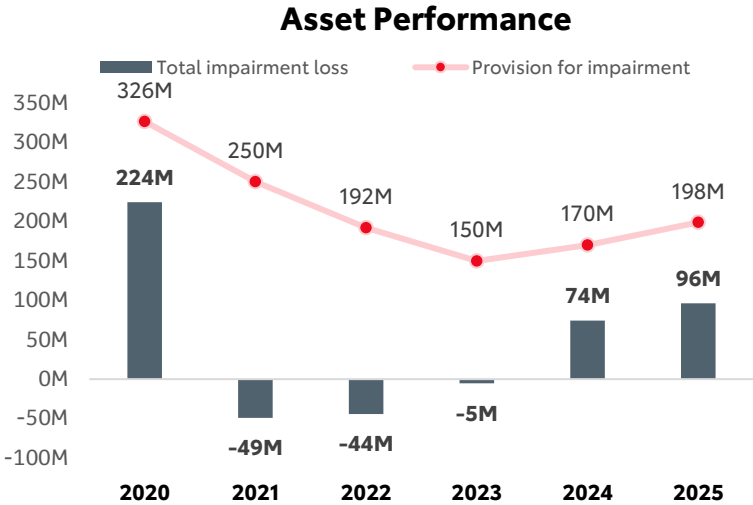 Asset Performance
Total impairment loss
Provision for impairment
350M
300M
250M
200M
150M
100M
50M
0M
-50M
-100M
326M
250M
192M
150M
170M
198M
224M
-49M
-44M
-5M
74M
96M
2020 2021 2022 2023 2024 2025